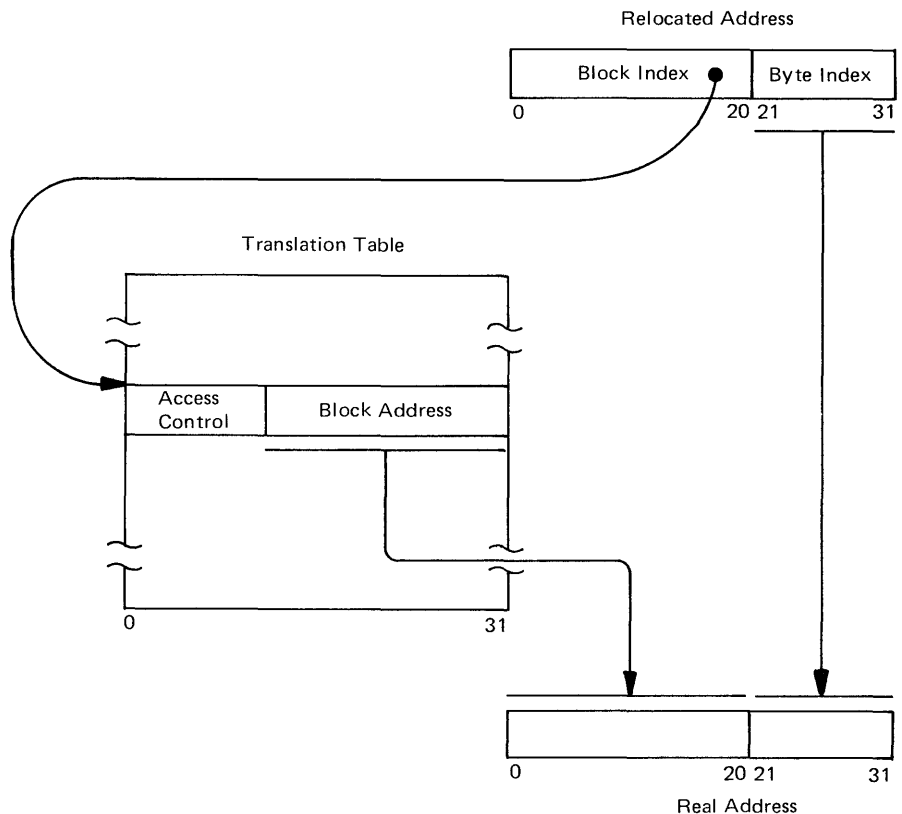 Relocated Address
Block Index Byte Index
0 20 21 31
Translation Table
Access
Control
Block Address
0 31
0 20 21 31
Real Address